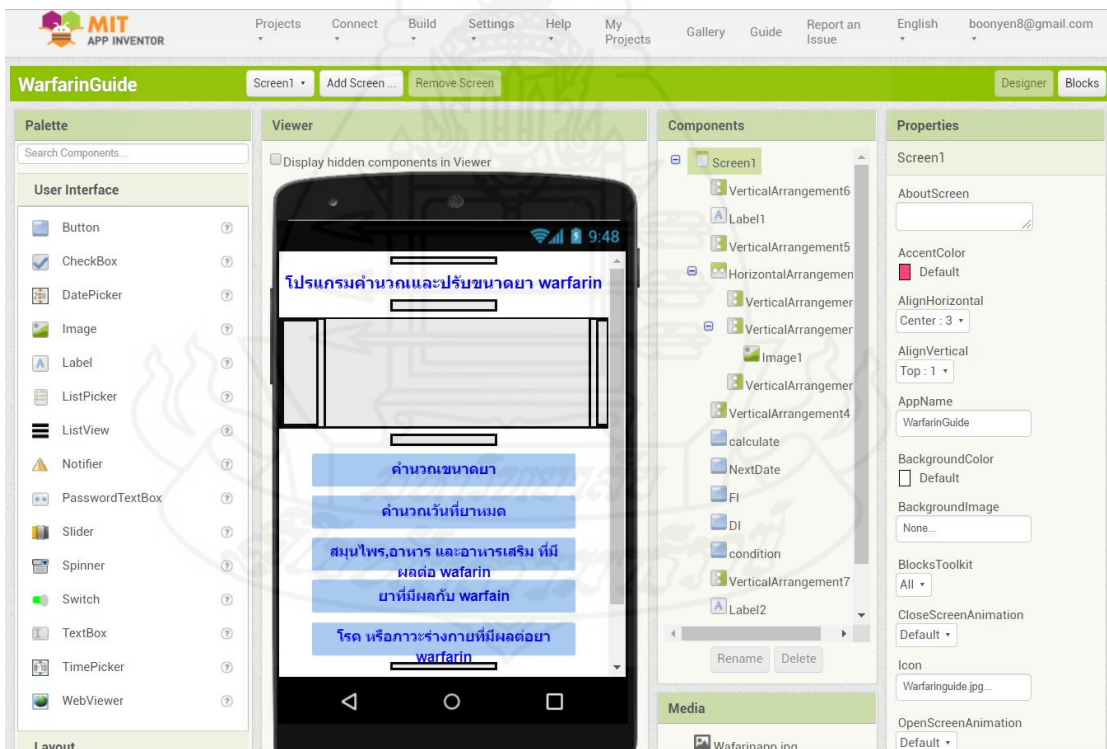 MIT
APP INVENTOR
Projects
Connect
Build
Settings
Help
My Projects
Gallery
Guide
Report an Issue
English
boonyen8@gmail.com
WarfarinGuide
Screen1
Add Screen ...
Remove Screen
Designer
Blocks
Palette
Search Components...
User Interface
Button
CheckBox
DatePicker
Image
Label
ListPicker
ListView
Notifier
PasswordTextBox
Slider
Spinner
Switch
TextBox
TimePicker
WebViewer
Layout
Viewer
Display hidden components in Viewer
9:48
โปรแกรมคำนวณและปรับขนาดยา warfarin
คำนวณขนาดยา
คำนวณวันที่ยาหมด
สมุนไพร,อาหาร และอาหารเสริม ที่มี
ผลต่อ wafarin
ยาที่มีผลกับ warfain
โรค หรือภาวะร่างกายที่มีผลต่อยา
warfarin
Components
Screen1
VerticalArrangement6
Label1
VerticalArrangement5
HorizontalArrangemen
VerticalArrangemer
VerticalArrangemer
Image1
VerticalArrangemer
VerticalArrangement4
calculate
NextDate
FI
DI
condition
VerticalArrangement7
Label2
Rename
Delete
Media
Wafarinapp.jpg
Properties
Screen1
AboutScreen
AccentColor
Default
AlignHorizontal
Center : 3
AlignVertical
Top : 1
AppName
WarfarinGuide
BackgroundColor
Default
BackgroundImage
None...
BlocksToolkit
All
CloseScreenAnimation
Default
Icon
Warfaringuide.jpg...
OpenScreenAnimation
Default